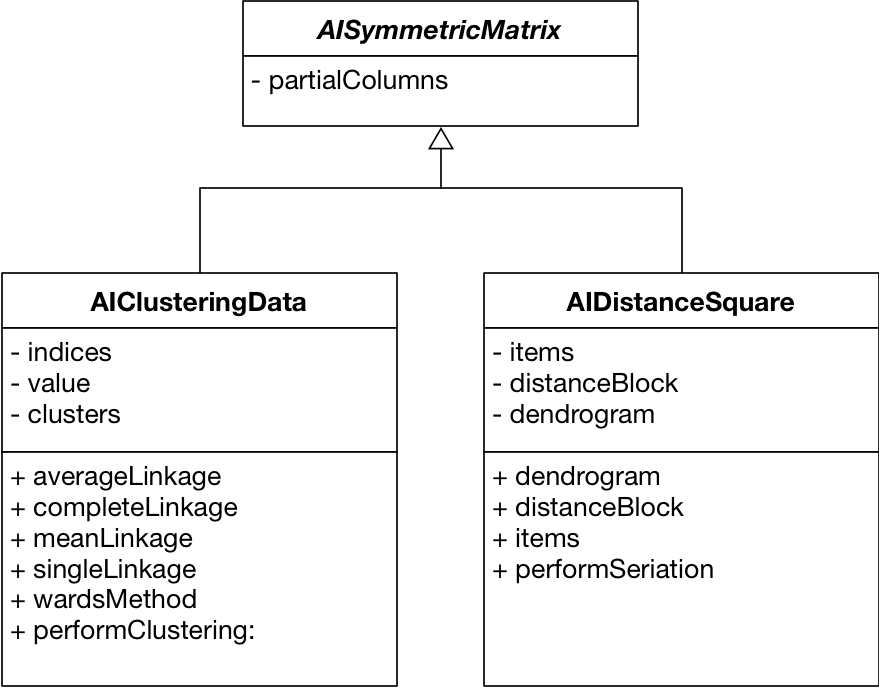 AISymmetricMatrix
- partialColumns
AIClusteringData
- indices
- value
- clusters
+ averageLinkage
+ completeLinkage
+ meanLinkage
+ singleLinkage
+ wardsMethod
+ performClustering:
AIDistanceSquare
- items
- distanceBlock
- dendrogram
+ dendrogram
+ distanceBlock
+ items
+ performSeriation